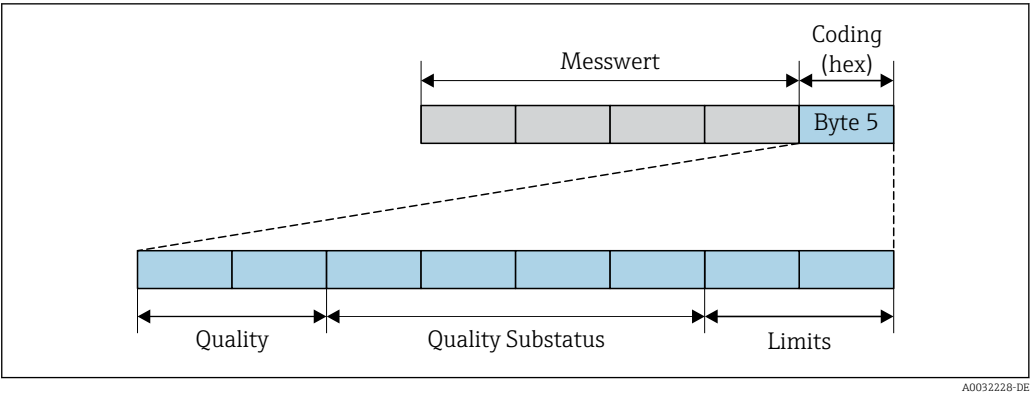 Coding
(hex)
Messwert
Byte 5
Quality
Quality Substatus
Limits
A0032228-DE